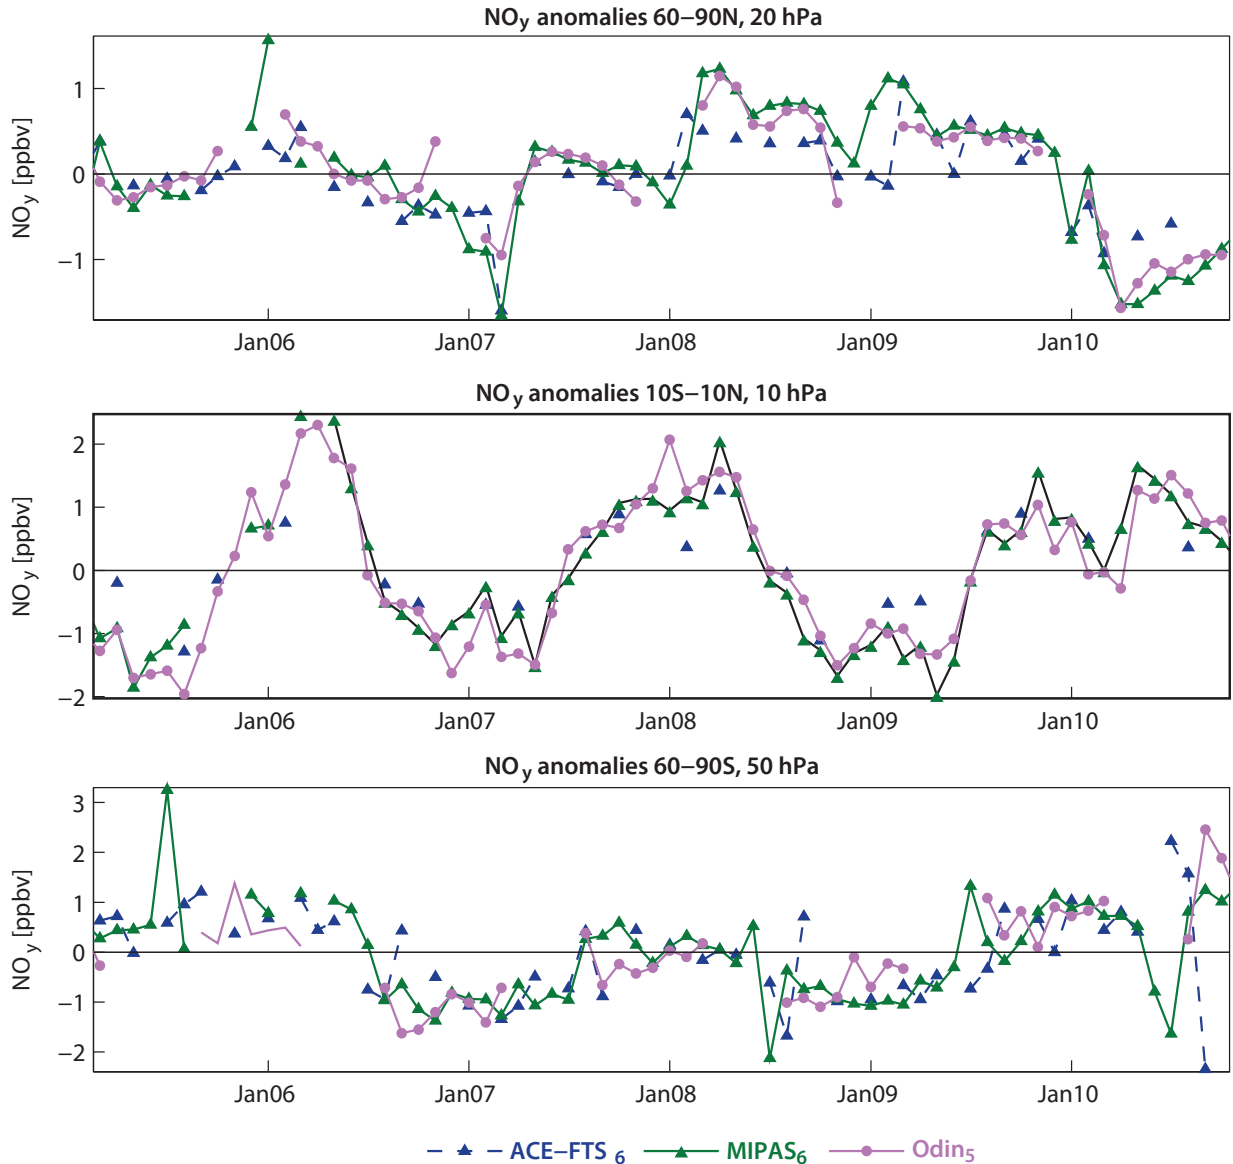 NOy anomalies 60−90N, 20 hPa
NOy [ppbv]
1
0
−1
Jan06 Jan07 Jan08 Jan09 Jan10
NOy anomalies 10S−10N, 10 hPa
NOy [ppbv]
2
1
0
−1
−2
Jan06 Jan07 Jan08 Jan09 Jan10
NOy anomalies 60−90S, 50 hPa
NOy [ppbv]
3
2
1
0
−1
−2
Jan06 Jan07 Jan08 Jan09 Jan10
ACE−FTS 6 MIPAS6 Odin5